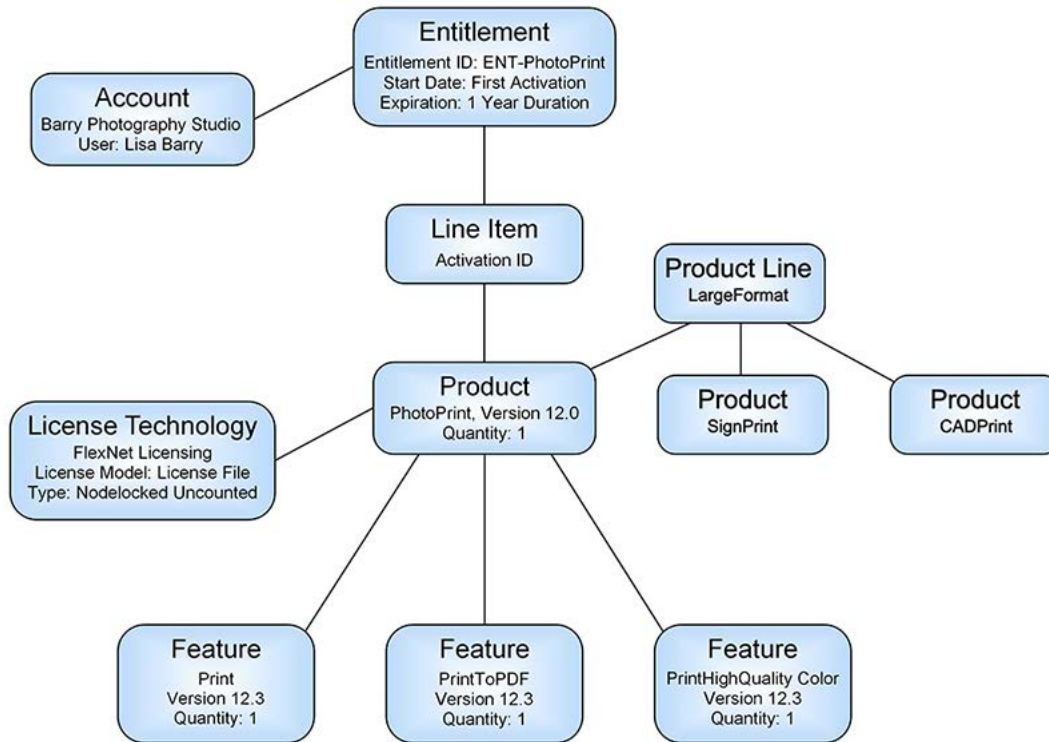 Entitlement
Entitlement ID: ENT-PhotoPrint
Start Date: First Activation
Expiration: 1 Year Duration
Account
Barry Photography Studio
User: Lisa Barry
Line Item
Activation ID
Product Line
LargeFormat
Product
PhotoPrint, Version 12.0
Quantity: 1
Product
SignPrint
Product
CADPrint
License Technology
FlexNet Licensing
License Model: License File
Type: Nodelocked Uncounted
Feature
Print
Version 12.3
Quantity: 1
Feature
PrintToPDF
Version 12.3
Quantity: 1
Feature
PrintHighQuality Color
Version 12.3
Quantity: 1